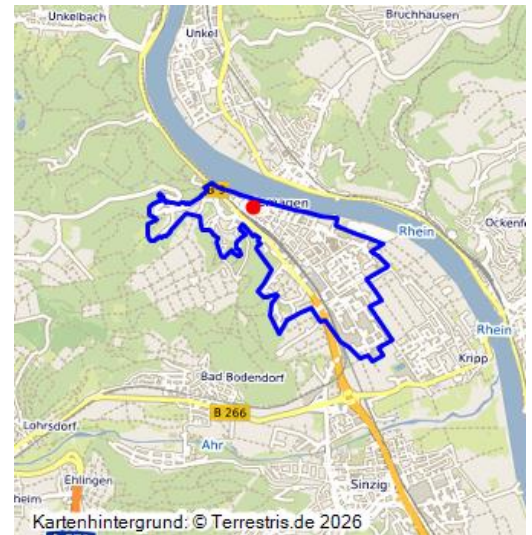 Unkelbach
Unkel
Bruchhausen
Rhein
Ockenfe
Rhein
Kripp
Bad Bodendorf
B 266
Lohrsdorf
Ahr
Ehlingen
heim
Sinzig
Kartenhintergrund: © Terrestris.de 2026